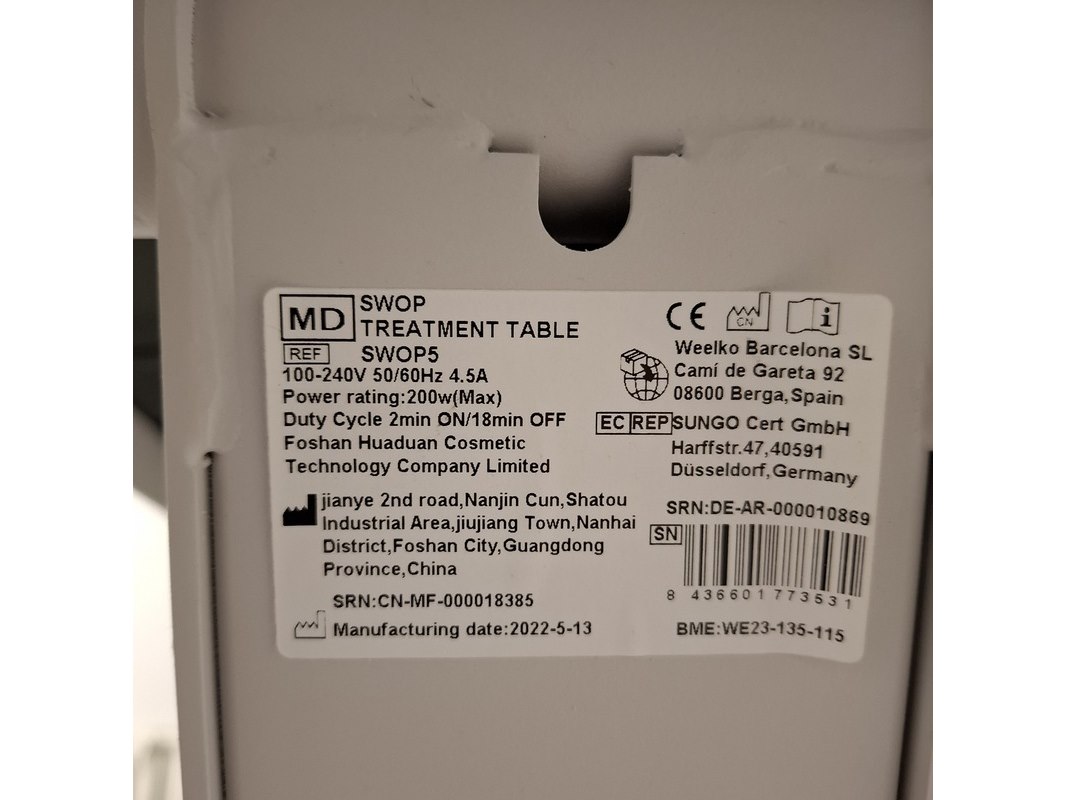 MD
SWOP
TREATMENT TABLE
REF SWOP5
100-240V 50/60Hz 4.5A
Power rating:200w(Max)
Duty Cycle 2min ON/18min OFF
Foshan Huaduan Cosmetic
Technology Company Limited
jianye 2nd road,Nanjin Cun,Shatou
Industrial Area,jiujiang Town,Nanhai
District,Foshan City,Guangdong
Province,China
SRN:CN-MF-000018385
Manufacturing date:2022-5-13
CE
CN
i
Weelko Barcelona SL
Camí de Gareta 92
08600 Berga,Spain
EC REP SUNGO Cert GmbH
Harffstr.47,40591
Düsseldorf,Germany
SRN:DE-AR-000010869
SN
8 436601 773531
BME:WE23-135-115